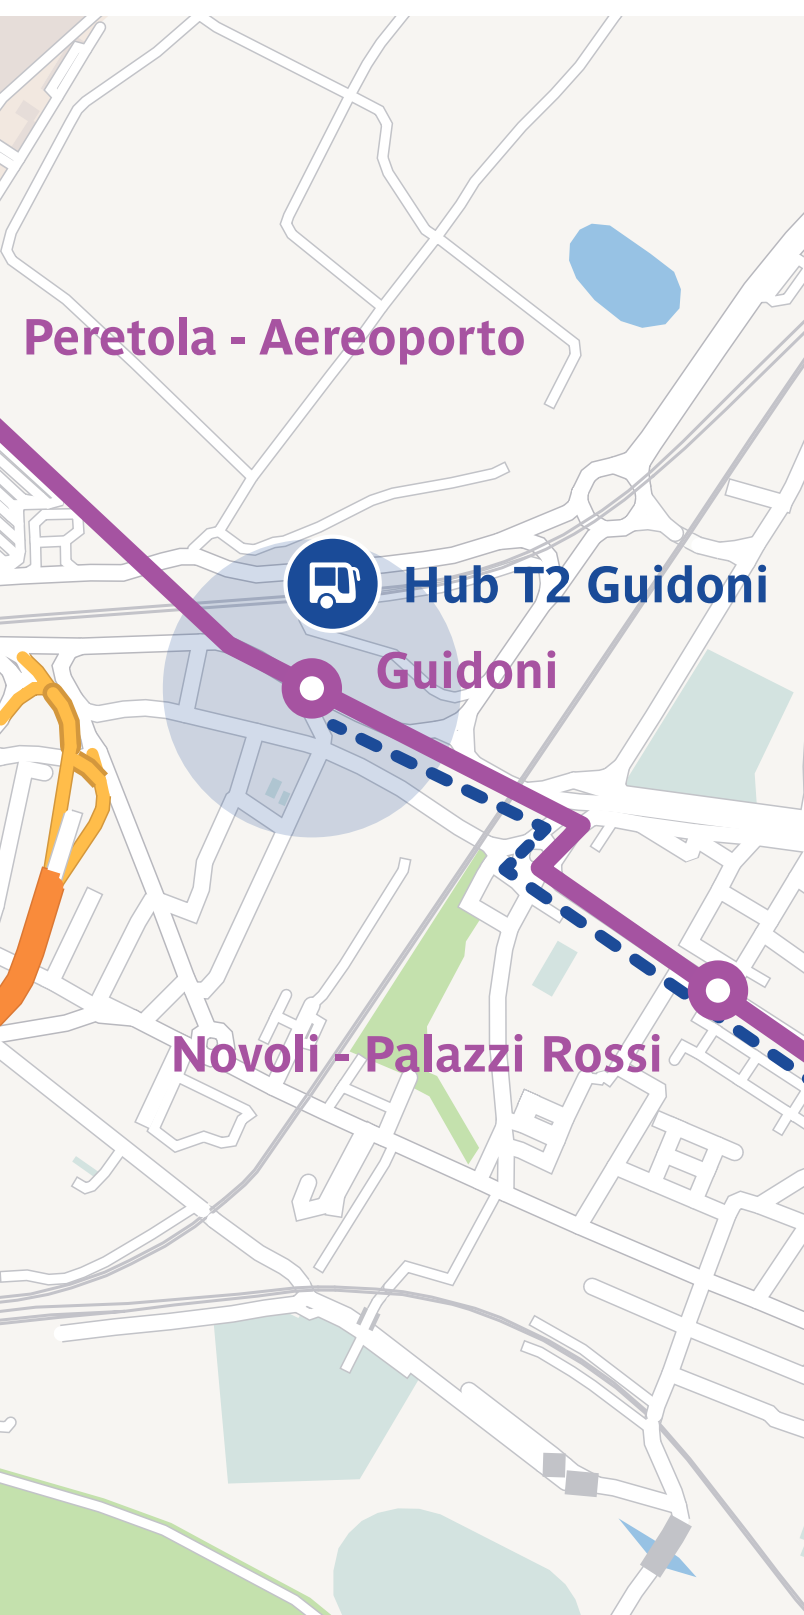 Peretola - Aereoporto
Hub T2 Guidoni
Guidoni
Novoli - Palazzi Rossi